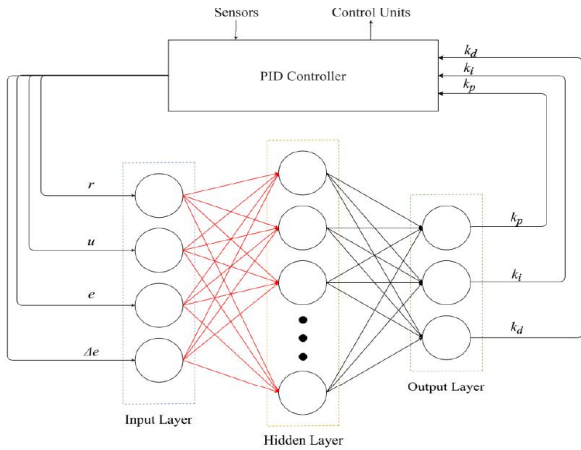 Sensors
Control Units
PID Controller
k_d
k_i
k_p
r
u
e
Δe
k_p
k_i
k_d
Input Layer
Hidden Layer
Output Layer